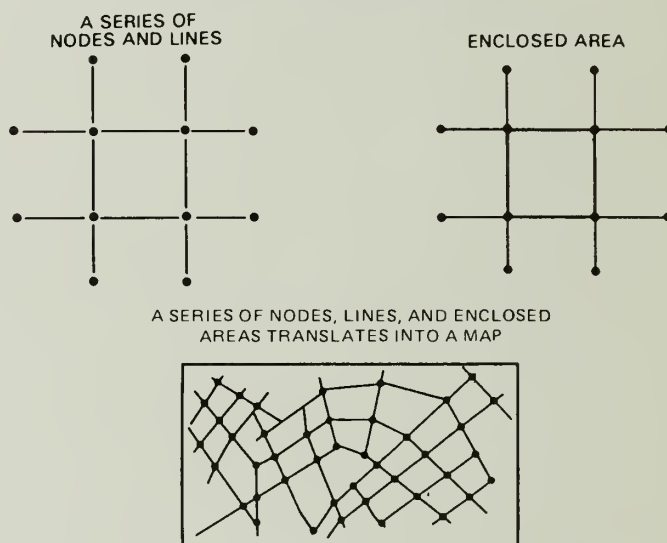 A SERIES OF
NODES AND LINES
ENCLOSED AREA
A SERIES OF NODES, LINES, AND ENCLOSED
AREAS TRANSLATES INTO A MAP